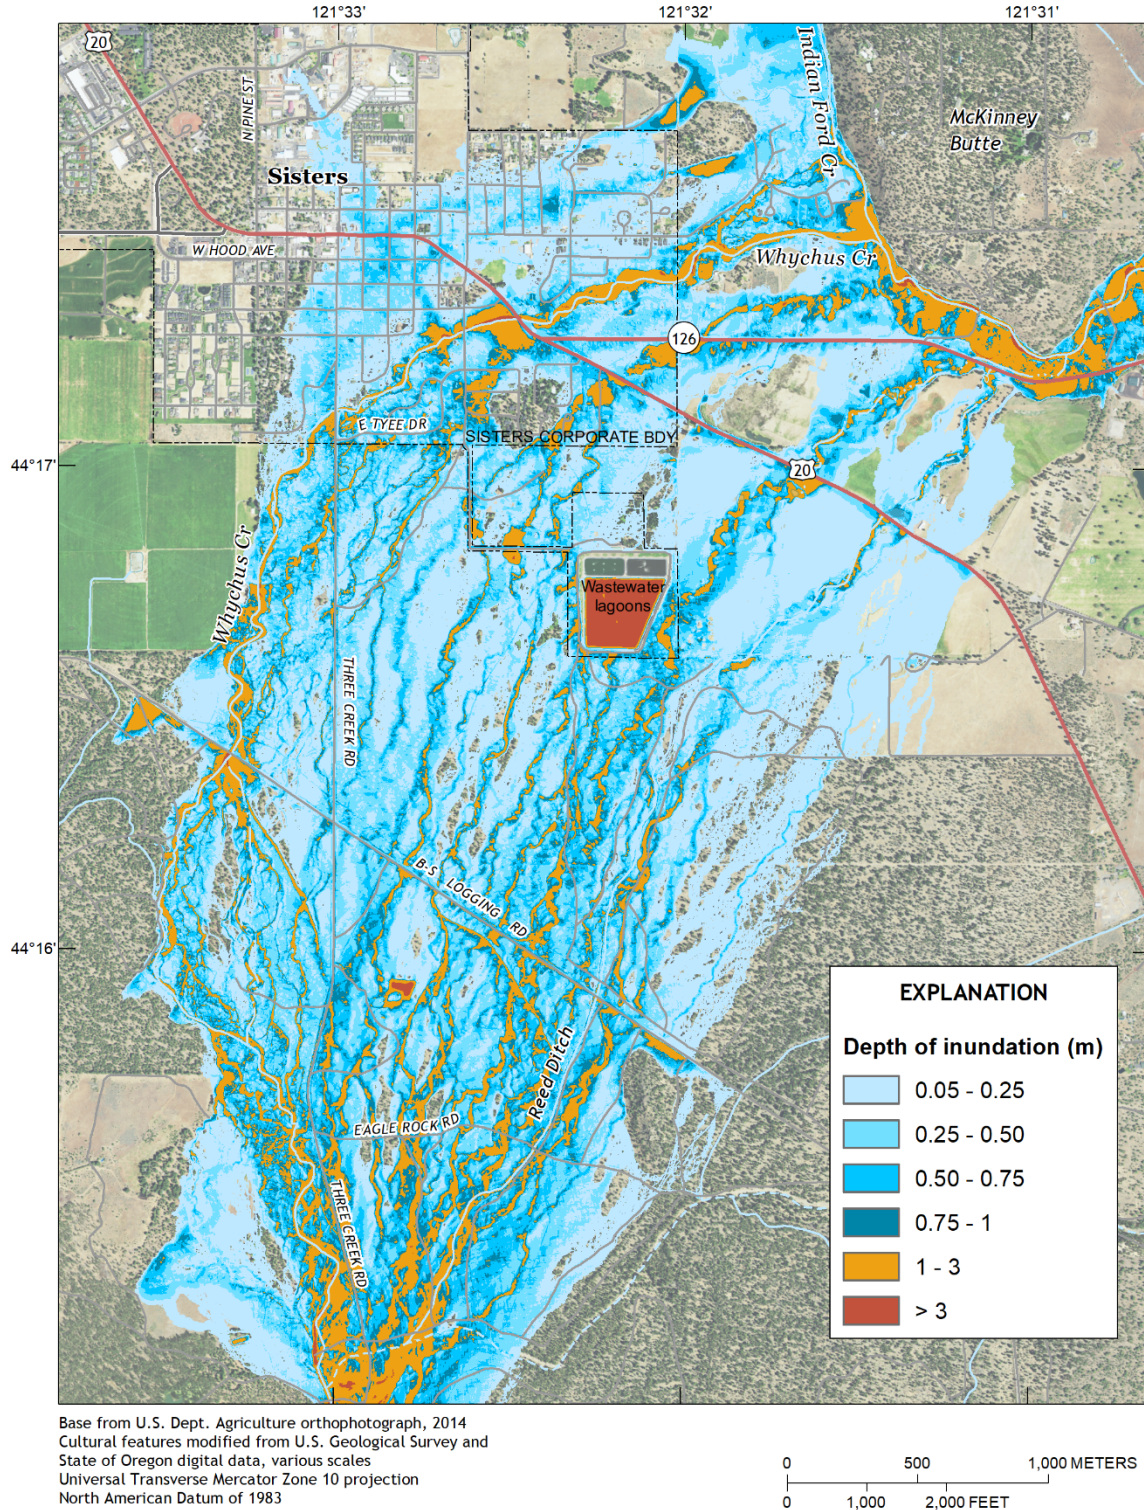 121°33'
121°32'
121°31'
20
N PINE ST
Indian Ford Cr
McKinney
Butte
Sisters
W HOOD AVE
Whychus Cr
126
E TYEE DR
SISTERS CORPORATE BDY
44°17'
20
Whychus Cr
Wastewater
lagoons
THREE CREEK RD
B-S LOGGING RD
44°16'
Reed Ditch
EAGLE ROCK RD
THREE CREEK RD
EXPLANATION
Depth of inundation (m)
0.05 - 0.25
0.25 - 0.50
0.50 - 0.75
0.75 - 1
1 - 3
> 3
Base from U.S. Dept. Agriculture orthophotograph, 2014
Cultural features modified from U.S. Geological Survey and
State of Oregon digital data, various scales
Universal Transverse Mercator Zone 10 projection
North American Datum of 1983
0 500 1,000 METERS
0 1,000 2,000 FEET